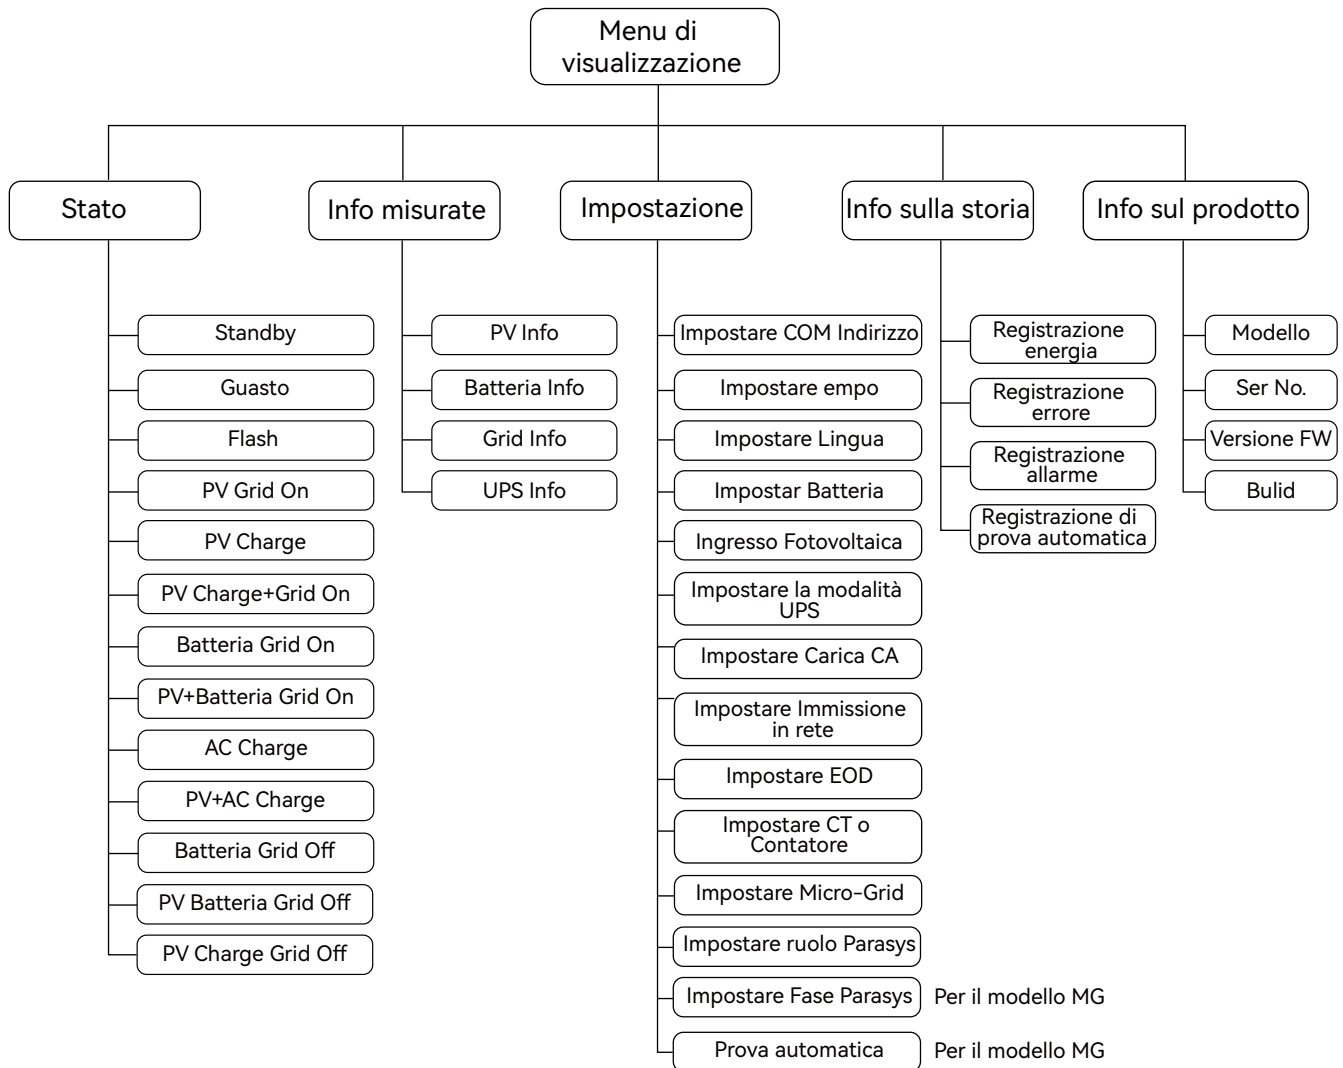 Menu di
visualizzazione
Stato
Info misurate
Impostazione
Info sulla storia
Info sul prodotto
Standby
Guasto
Flash
PV Grid On
PV Charge
PV Charge+Grid On
Batteria Grid On
PV+Batteria Grid On
AC Charge
PV+AC Charge
Batteria Grid Off
PV Batteria Grid Off
PV Charge Grid Off
PV Info
Batteria Info
Grid Info
UPS Info
Impostare COM Indirizzo
Impostare empo
Impostare Lingua
Impostar Batteria
Ingresso Fotovoltaica
Impostare la modalità
UPS
Impostare Carica CA
Impostare Immissione
in rete
Impostare EOD
Impostare CT o
Contatore
Impostare Micro-Grid
Impostare ruolo Parasys
Impostare Fase Parasys
Per il modello MG
Prova automatica
Per il modello MG
Registrazione
energia
Registrazione
errore
Registrazione
allarme
Registrazione di
prova automatica
Modello
Ser No.
Versione FW
Bulid